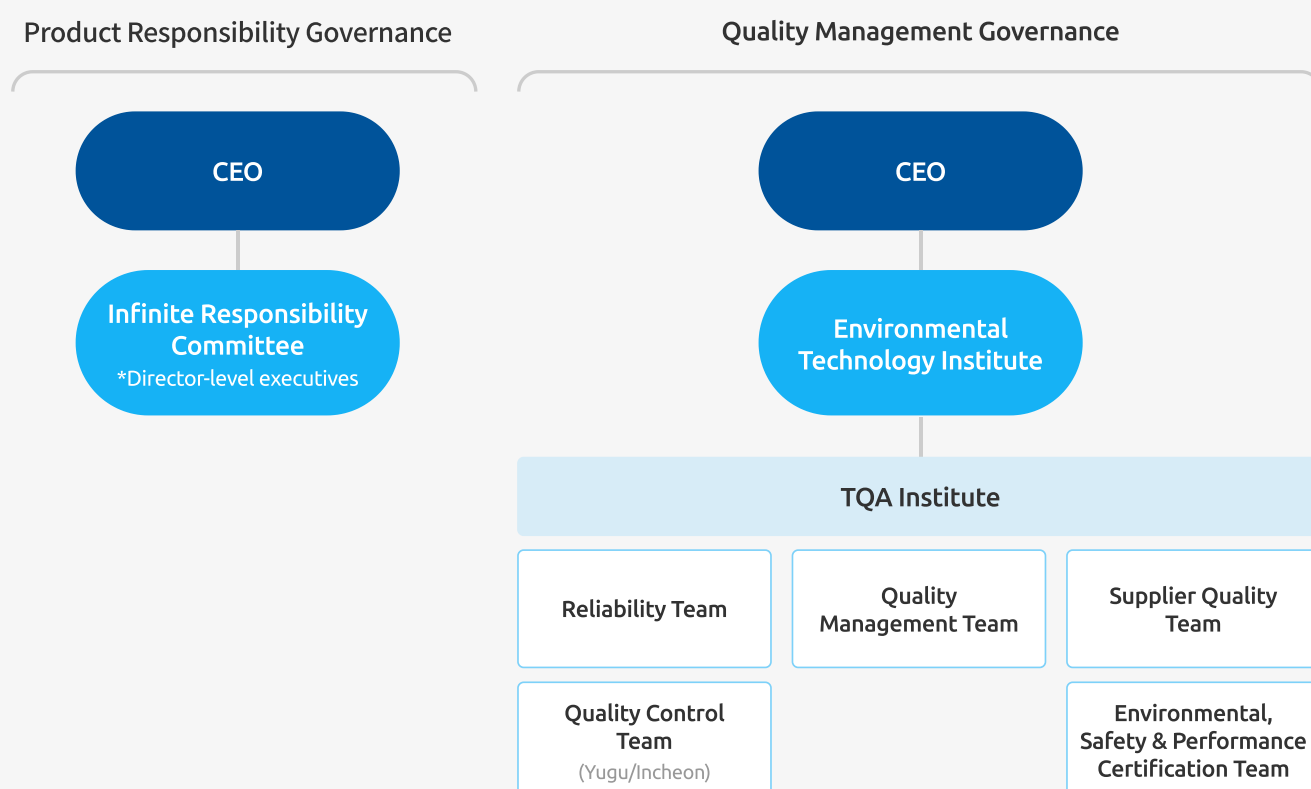 Product Responsibility Governance
CEO
Infinite Responsibility
Committee
*Director-level executives
Quality Management Governance
CEO
Environmental
Technology Institute
TQA Institute
Reliability Team
Quality
Management Team
Supplier Quality
Team
Quality Control
Team
(Yugu/Incheon)
Environmental,
Safety & Performance
Certification Team